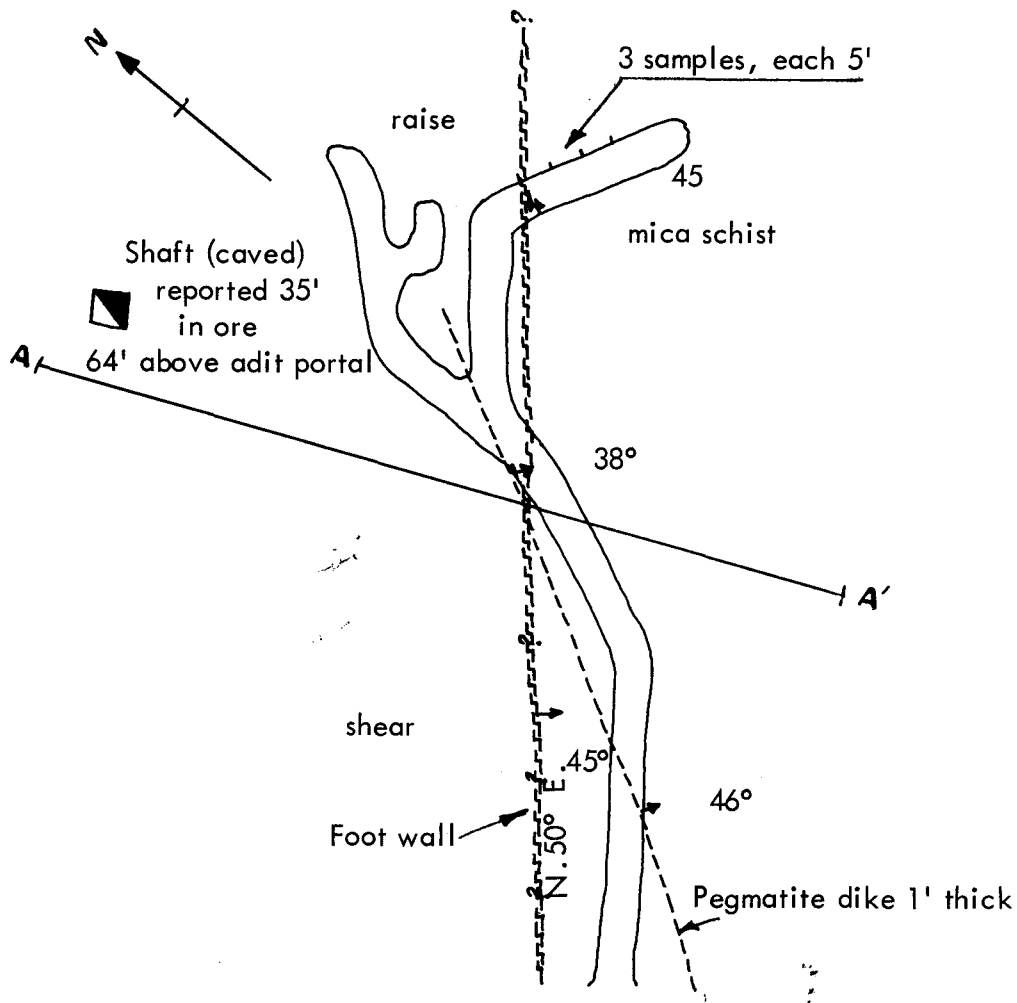 ?
N
3 samples, each 5'
raise
45
mica schist
Shaft (caved)
reported 35'
in ore
64' above adit portal
A
38°
A'
?
shear
45°
?
46°
Foot wall
N. 50° E.
?
Pegmatite dike 1' thick